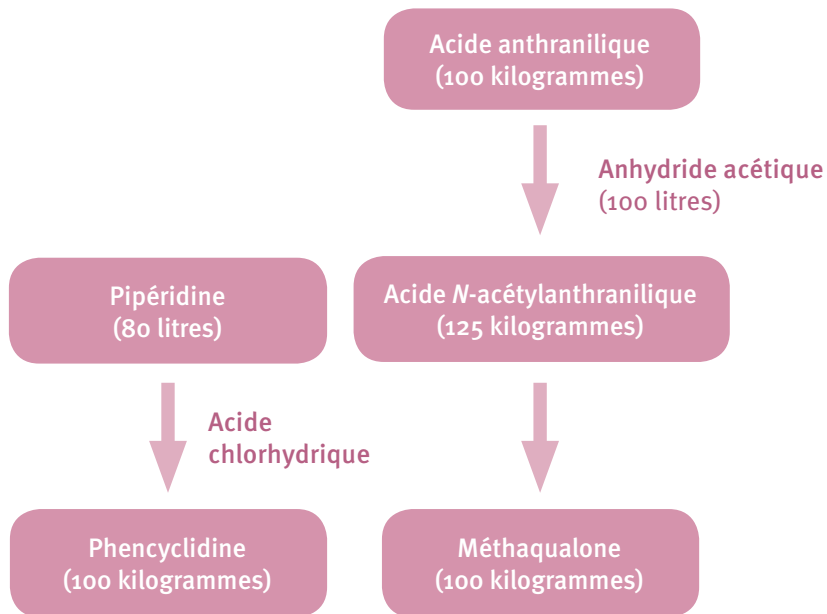 Acide anthranilique
(100 kilogrammes)
Anhydride acétique
(100 litres)
Pipéridine
(80 litres)
Acide N-acétylanthranilique
(125 kilogrammes)
Acide
chlorhydrique
Phencyclidine
(100 kilogrammes)
Méthaqualone
(100 kilogrammes)